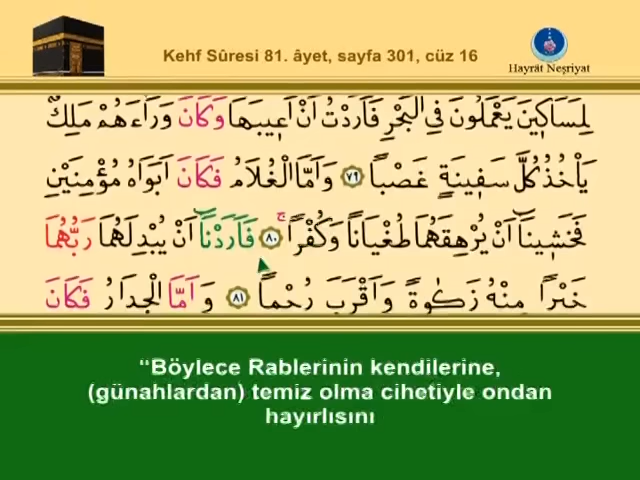 Kehf Sûresi 81. âyet, sayfa 301, cüz 16
Hayrât Neşriyat
لِمَسَاكِينَ يَعْمَلُونَ فِي الْبَحْرِ فَاَرَدْتُ اَنْ اَعِيبَهَا وَكَانَ وَرَٓاءَهُمْ مَلِكٌ
يَأْخُذُ كُلَّ سَفِينَةٍ غَصْبًا ﴿٧٩﴾ وَاَمَّا الْغُلَامُ فَكَانَ اَبَوَاهُ مُؤْمِنَيْنِ
فَخَشِينَٓا اَنْ يُرْهِقَهُمَا طُغْيَانًا وَكُفْرًا ﴿٨٠﴾ فَاَرَدْنَٓا اَنْ يُبْدِلَهُمَا رَبُّهُمَا
خَيْرًا مِنْهُ زَكٰوةً وَاَقْرَبَ رُحْمًا ﴿٨١﴾ وَاَمَّا الْجِدَارُ فَكَانَ
“Böylece Rablerinin kendilerine,
(günahlardan) temiz olma cihetiyle ondan
hayırlısını